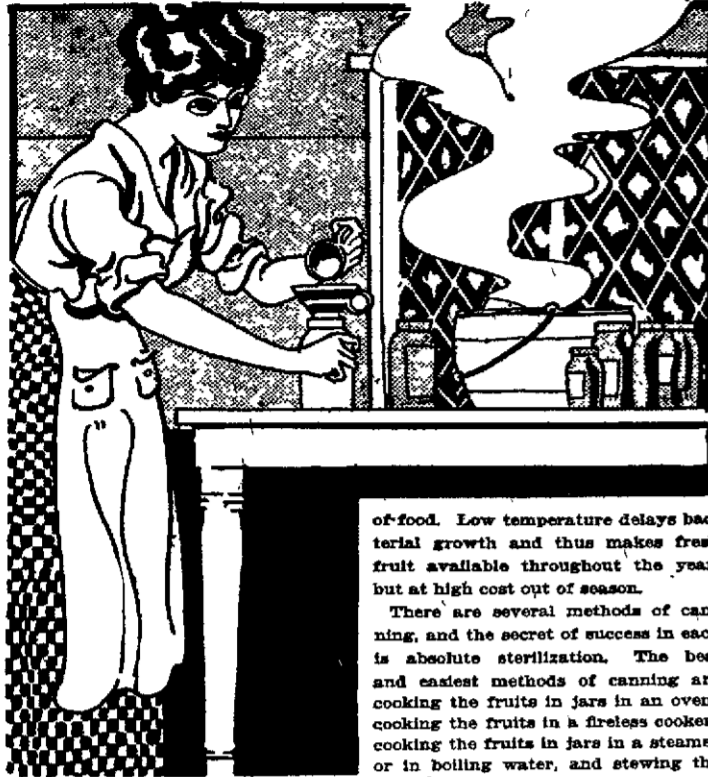 of food. Low temperature delays bac
terial growth and thus makes fres
fruit available throughout the year
but at high cost out of season.
There are several methods of can
ning, and the secret of success in eac
is absolute sterilization. The bes
and easiest methods of canning ar
cooking the fruits in jars in an oven
cooking the fruits in a fireless cooker
cooking the fruits in jars in a steame
or in boiling water, and stewing th